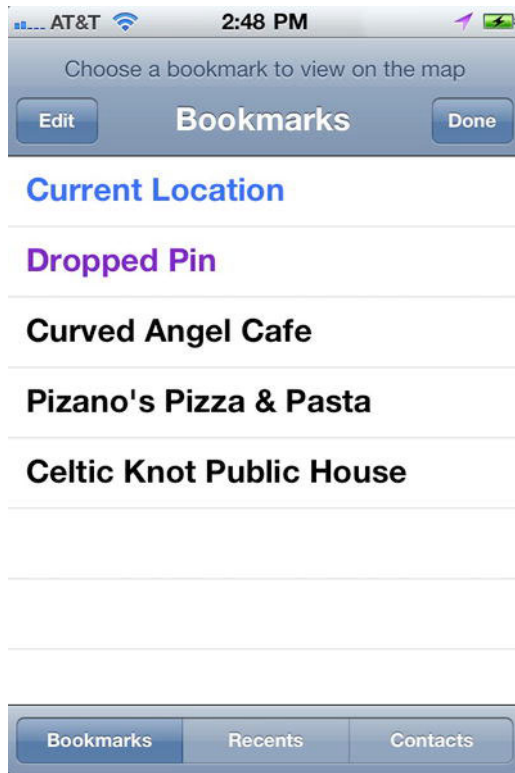 AT&T 2:48 PM
Choose a bookmark to view on the map
Edit Bookmarks Done
Current Location
Dropped Pin
Curved Angel Cafe
Pizano's Pizza & Pasta
Celtic Knot Public House
Bookmarks Recents Contacts